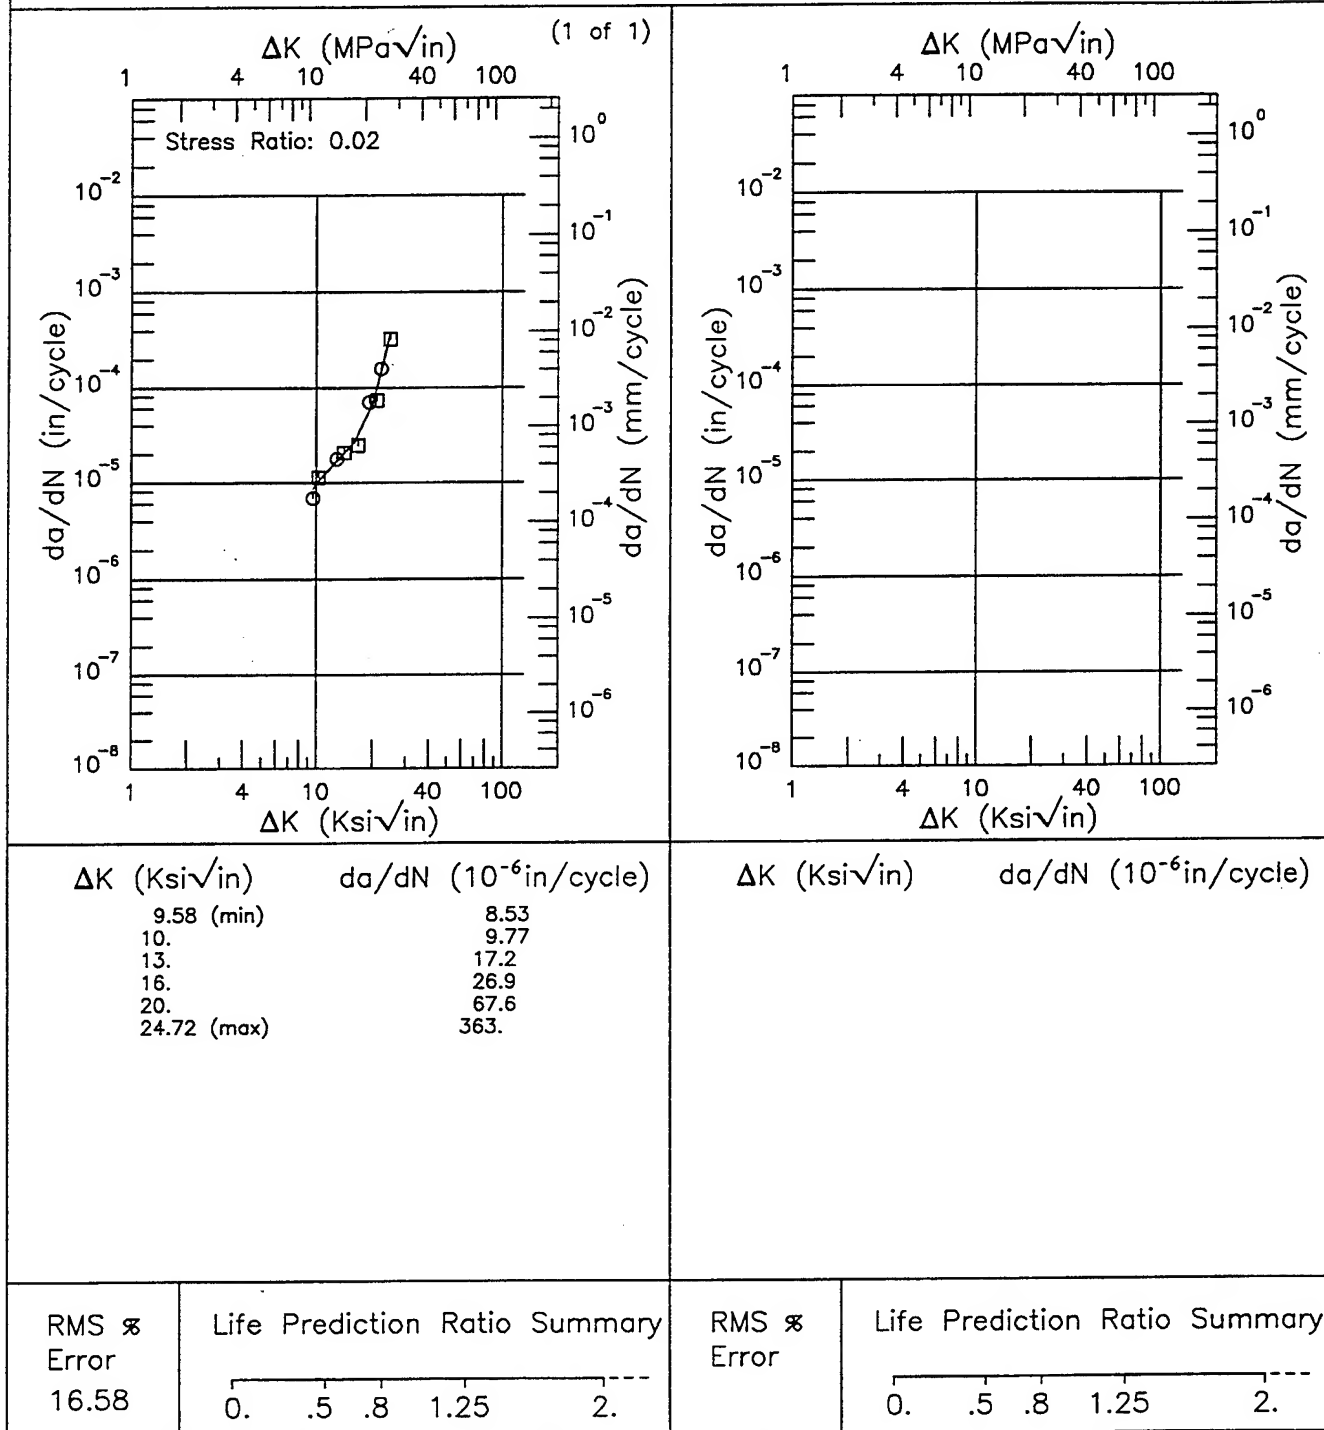 (1 of 1)
ΔK (MPa√in)
1 4 10 40 100
Stress Ratio: 0.02
da/dN (in/cycle)
10⁻²
10⁻³
10⁻⁴
10⁻⁵
10⁻⁶
10⁻⁷
10⁻⁸
da/dN (mm/cycle)
10⁰
10⁻¹
10⁻²
10⁻³
10⁻⁴
10⁻⁵
10⁻⁶
1 4 10 40 100
ΔK (Ksi√in)
ΔK (MPa√in)
1 4 10 40 100
da/dN (in/cycle)
10⁻²
10⁻³
10⁻⁴
10⁻⁵
10⁻⁶
10⁻⁷
10⁻⁸
da/dN (mm/cycle)
10⁰
10⁻¹
10⁻²
10⁻³
10⁻⁴
10⁻⁵
10⁻⁶
1 4 10 40 100
ΔK (Ksi√in)
ΔK (Ksi√in) da/dN (10⁻⁶in/cycle)
9.58 (min) 8.53
10. 9.77
13. 17.2
16. 26.9
20. 67.6
24.72 (max) 363.
ΔK (Ksi√in) da/dN (10⁻⁶in/cycle)
RMS %
Error
16.58
Life Prediction Ratio Summary
0. .5 .8 1.25 2.
RMS %
Error
Life Prediction Ratio Summary
0. .5 .8 1.25 2.